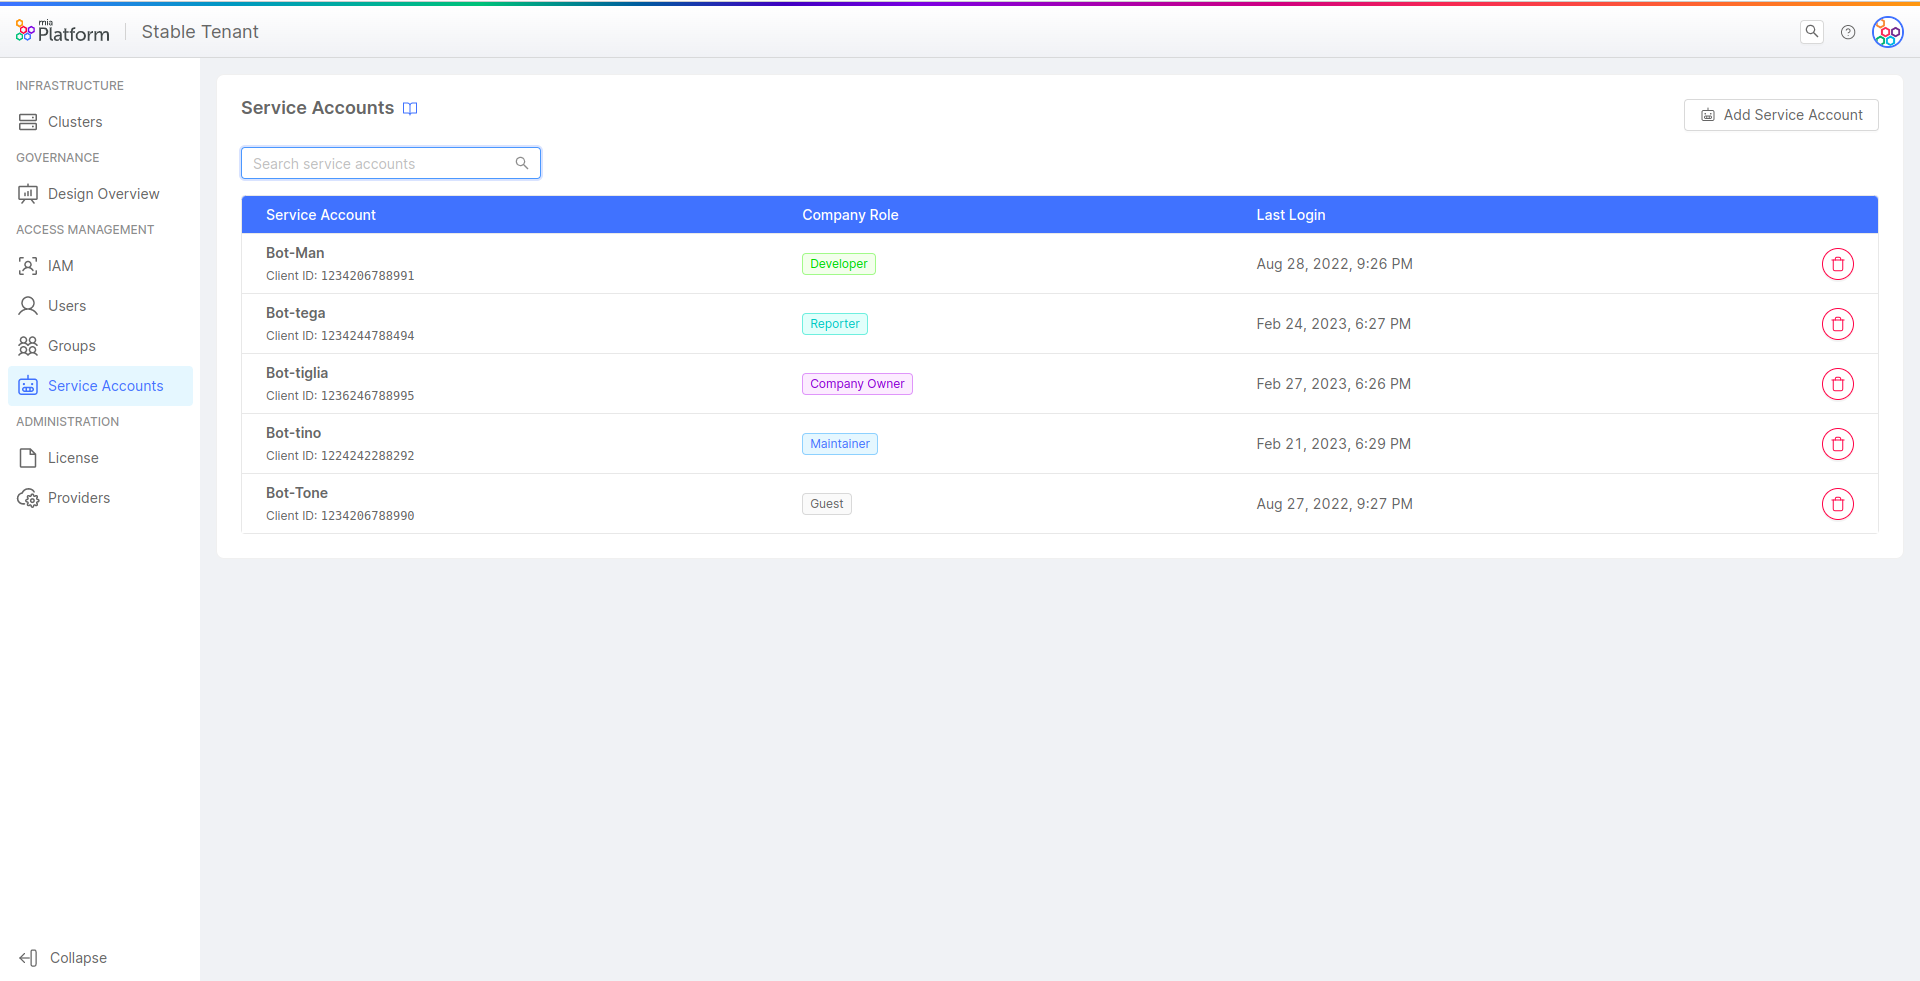 mia
Platform
Stable Tenant
INFRASTRUCTURE
Clusters
GOVERNANCE
Design Overview
ACCESS MANAGEMENT
IAM
Users
Groups
Service Accounts
ADMINISTRATION
License
Providers
Collapse
Service Accounts
Add Service Account
Search service accounts
Service Account Company Role Last Login
Bot-Man
Client ID: 1234206788991
Developer
Aug 28, 2022, 9:26 PM
Bot-tega
Client ID: 1234244788494
Reporter
Feb 24, 2023, 6:27 PM
Bot-tiglia
Client ID: 1236246788995
Company Owner
Feb 27, 2023, 6:26 PM
Bot-tino
Client ID: 1224242288292
Maintainer
Feb 21, 2023, 6:29 PM
Bot-Tone
Client ID: 1234206788990
Guest
Aug 27, 2022, 9:27 PM